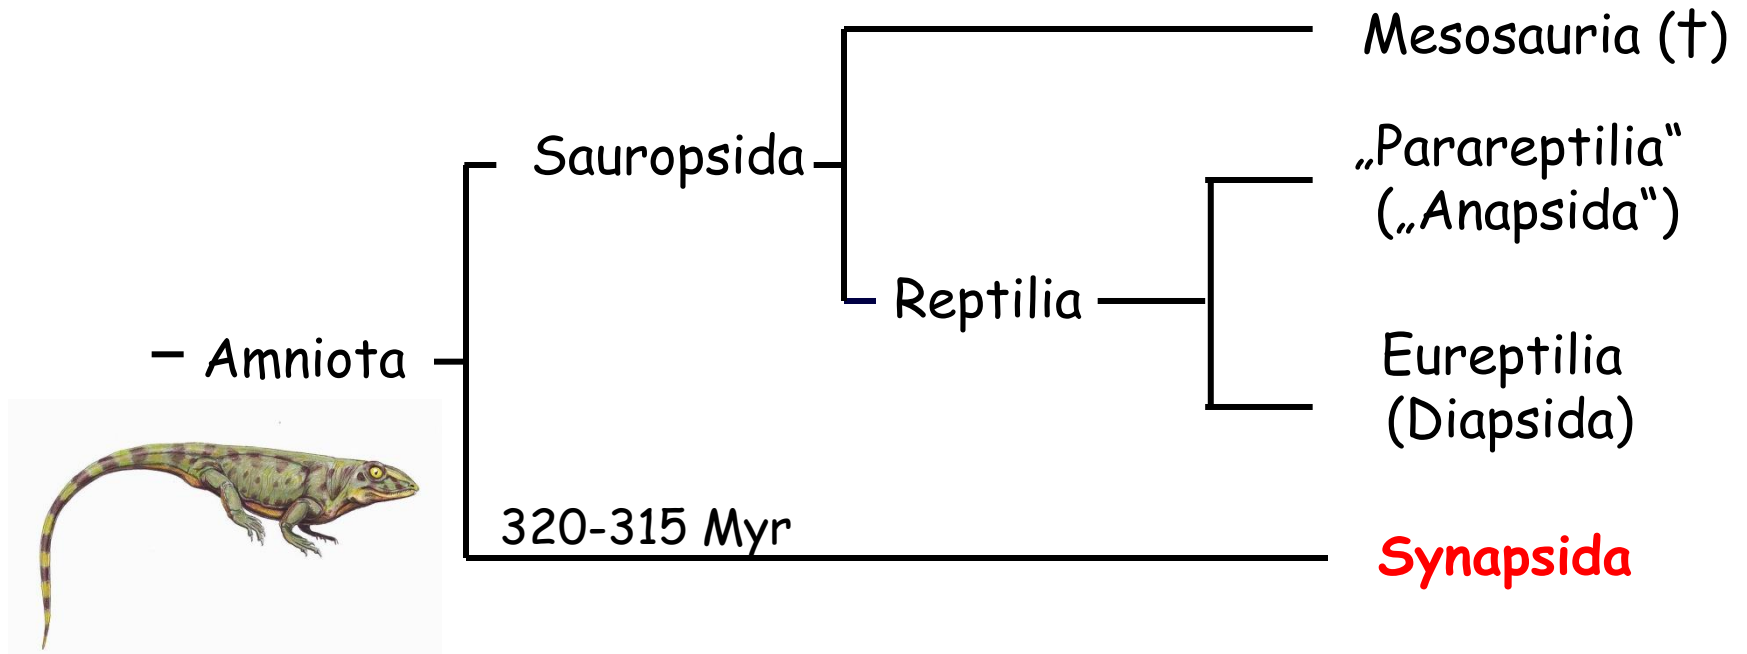 Mesosauria (†)
„Parareptilia“
(„Anapsida“)
Sauropsida
Reptilia
Amniota
Eureptilia
(Diapsida)
320-315 Myr
Synapsida